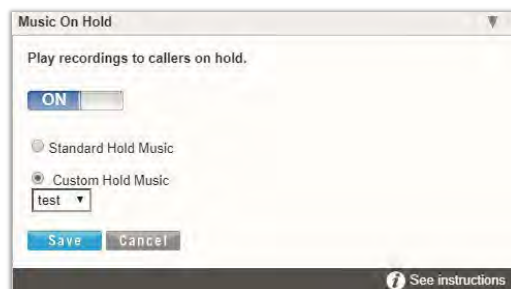 Music On Hold
Play recordings to callers on hold.
ON
Standard Hold Music
Custom Hold Music
test
Save Cancel
See instructions